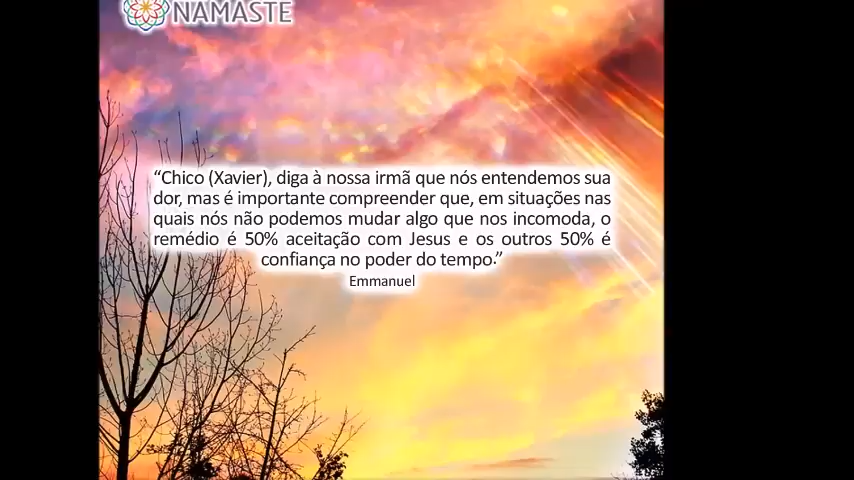 NAMASTE
“Chico (Xavier), diga à nossa irmã que nós entendemos sua
dor, mas é importante compreender que, em situações nas
quais nós não podemos mudar algo que nos incomoda, o
remédio é 50% aceitação com Jesus e os outros 50% é
confiança no poder do tempo.”
Emmanuel